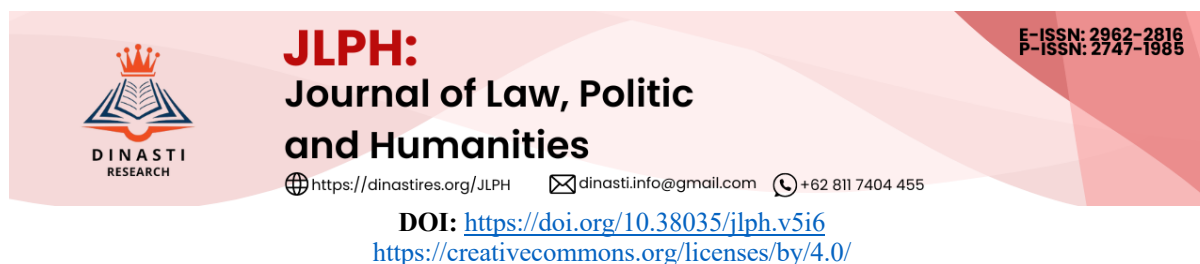 JLPH:
Journal of Law, Politic
and Humanities
E-ISSN: 2962-2816
P-ISSN: 2747-1985
DINASTI
RESEARCH
https://dinastires.org/JLPH dinasti.info@gmail.com +62 811 7404 455
DOI: https://doi.org/10.38035/jlph.v5i6
https://creativecommons.org/licenses/by/4.0/